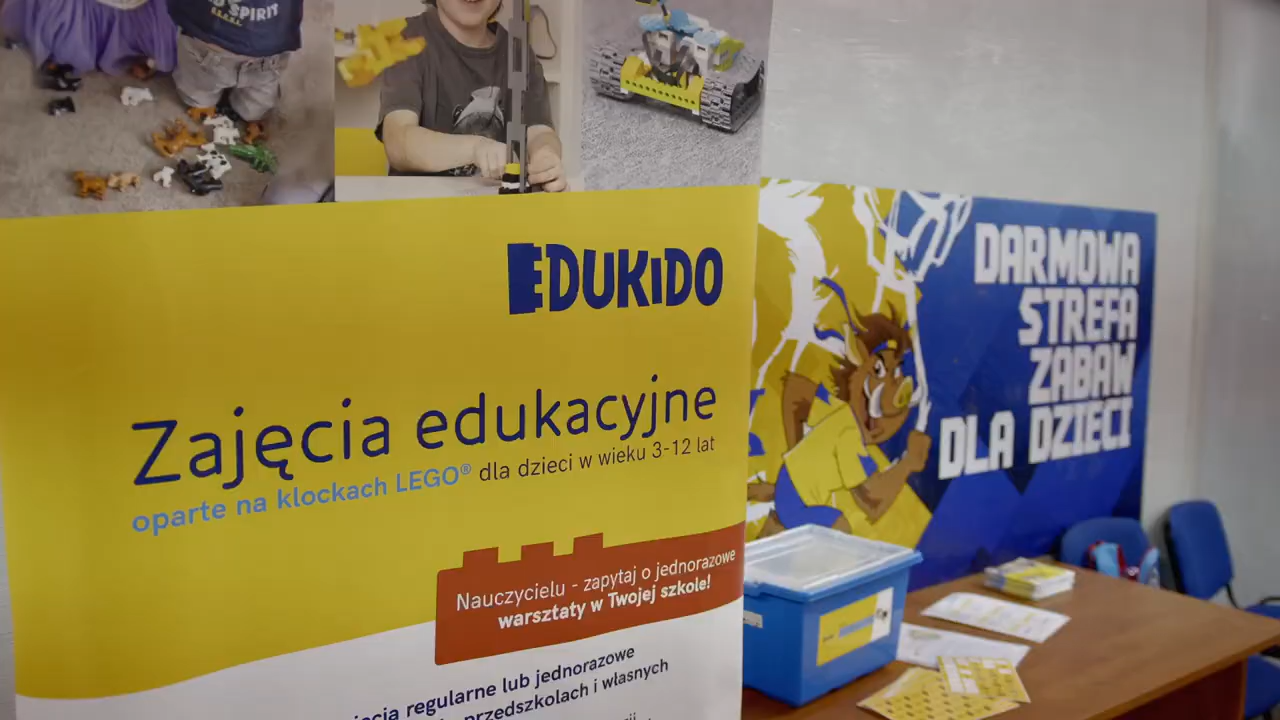 SPIRIT
EDUKIDO
Zajęcia edukacyjne
oparte na klockach LEGO® dla dzieci w wieku 3-12 lat
Nauczycielu - zapytaj o jednorazowe
warsztaty w Twojej szkole!
regularne lub jednorazowe
przedszkolach i własnych
DARMOWA
STREFA
ZABAW
DLA DZIECI